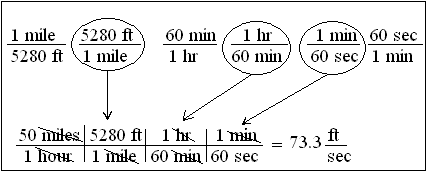 1 mile 5280 ft 60 min 1 hr 1 min 60 sec
5280 ft 1 mile 1 hr 60 min 60 sec 1 min
50 miles 5280 ft 1 hr 1 min = 73.3 ft
1 hour 1 mile 60 min 60 sec sec